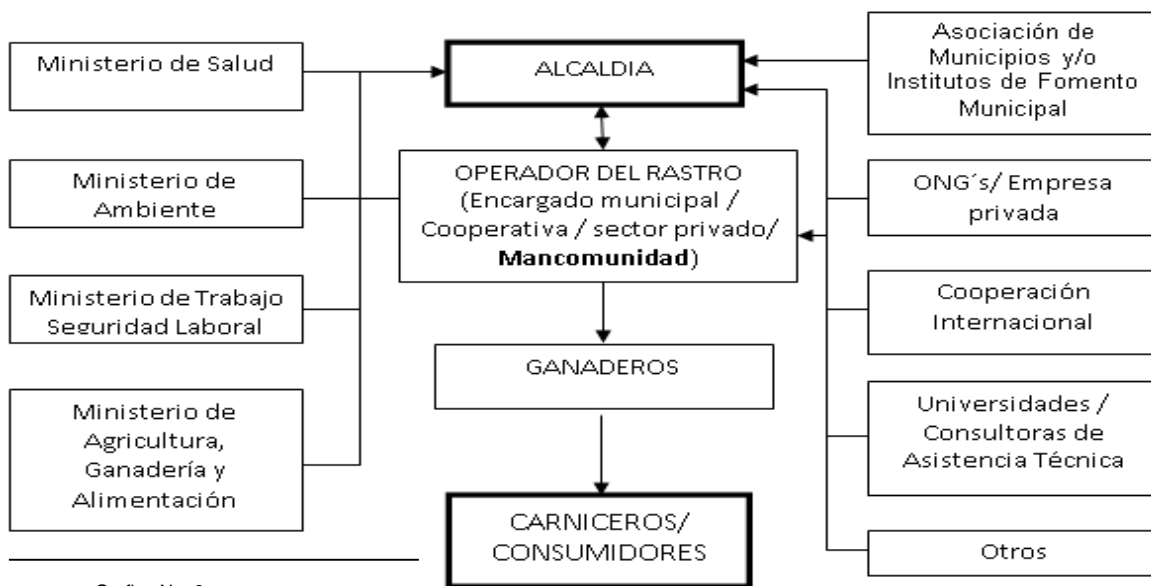 Ministerio de Salud
Ministerio de
Ambiente
Ministerio de Trabajo
Seguridad Laboral
Ministerio de
Agricultura,
Ganadería y
Alimentación
ALCALDIA
OPERADOR DEL RASTRO
(Encargado municipal /
Cooperativa / sector privado/
Mancomunidad)
GANADEROS
CARNICEROS/
CONSUMIDORES
Asociación de
Municipios y/o
Institutos de Fomento
Municipal
ONG´s/ Empresa
privada
Cooperación
Internacional
Universidades /
Consultoras de
Asistencia Técnica
Otros